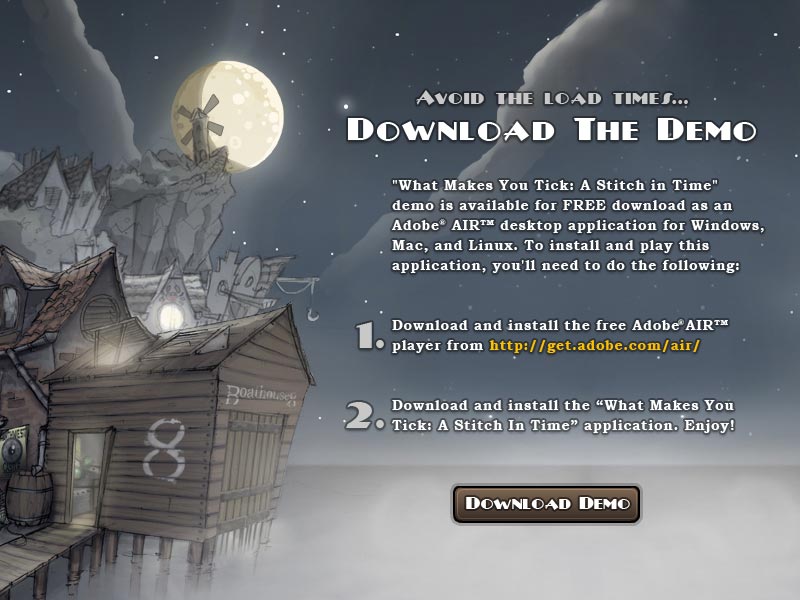 Avoid the load times...
Download The Demo
"What Makes You Tick: A Stitch in Time"
demo is available for FREE download as an
Adobe® AIR™ desktop application for Windows,
Mac, and Linux. To install and play this
application, you'll need to do the following:
1. Download and install the free Adobe®AIR™
player from http://get.adobe.com/air/
2. Download and install the “What Makes You
Tick: A Stitch In Time” application. Enjoy!
Download Demo
Boathouse 8
8